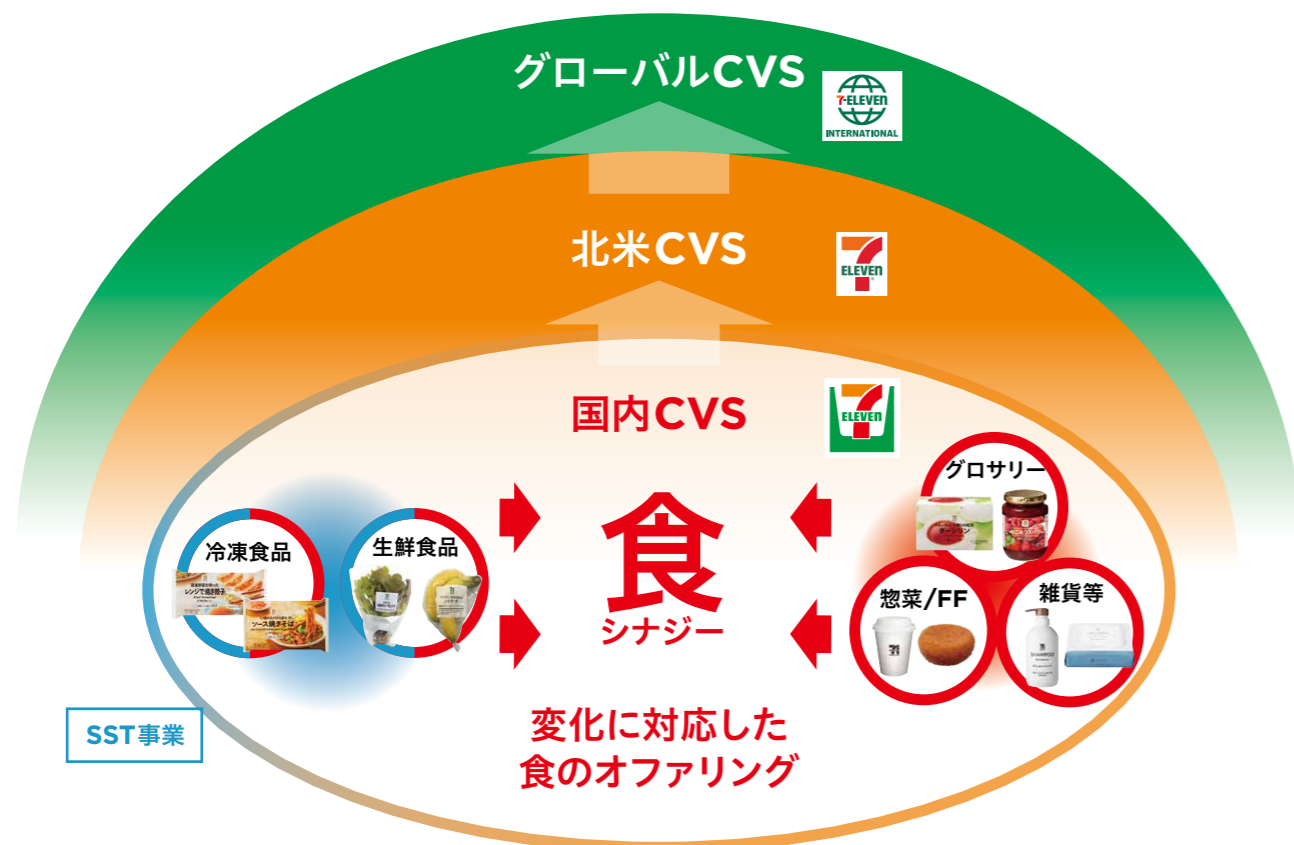 グローバルCVS
7-ELEVEn
INTERNATIONAL
北米CVS
7
ELEVEn
国内CVS
7
ELEVEn
グロサリー
冷凍食品
生鮮食品
レンジで焼き餃子
ソース焼きそば
食
シナジー
惣菜/FF
雑貨等
SHAMPOO
SST事業
変化に対応した
食のオファリング